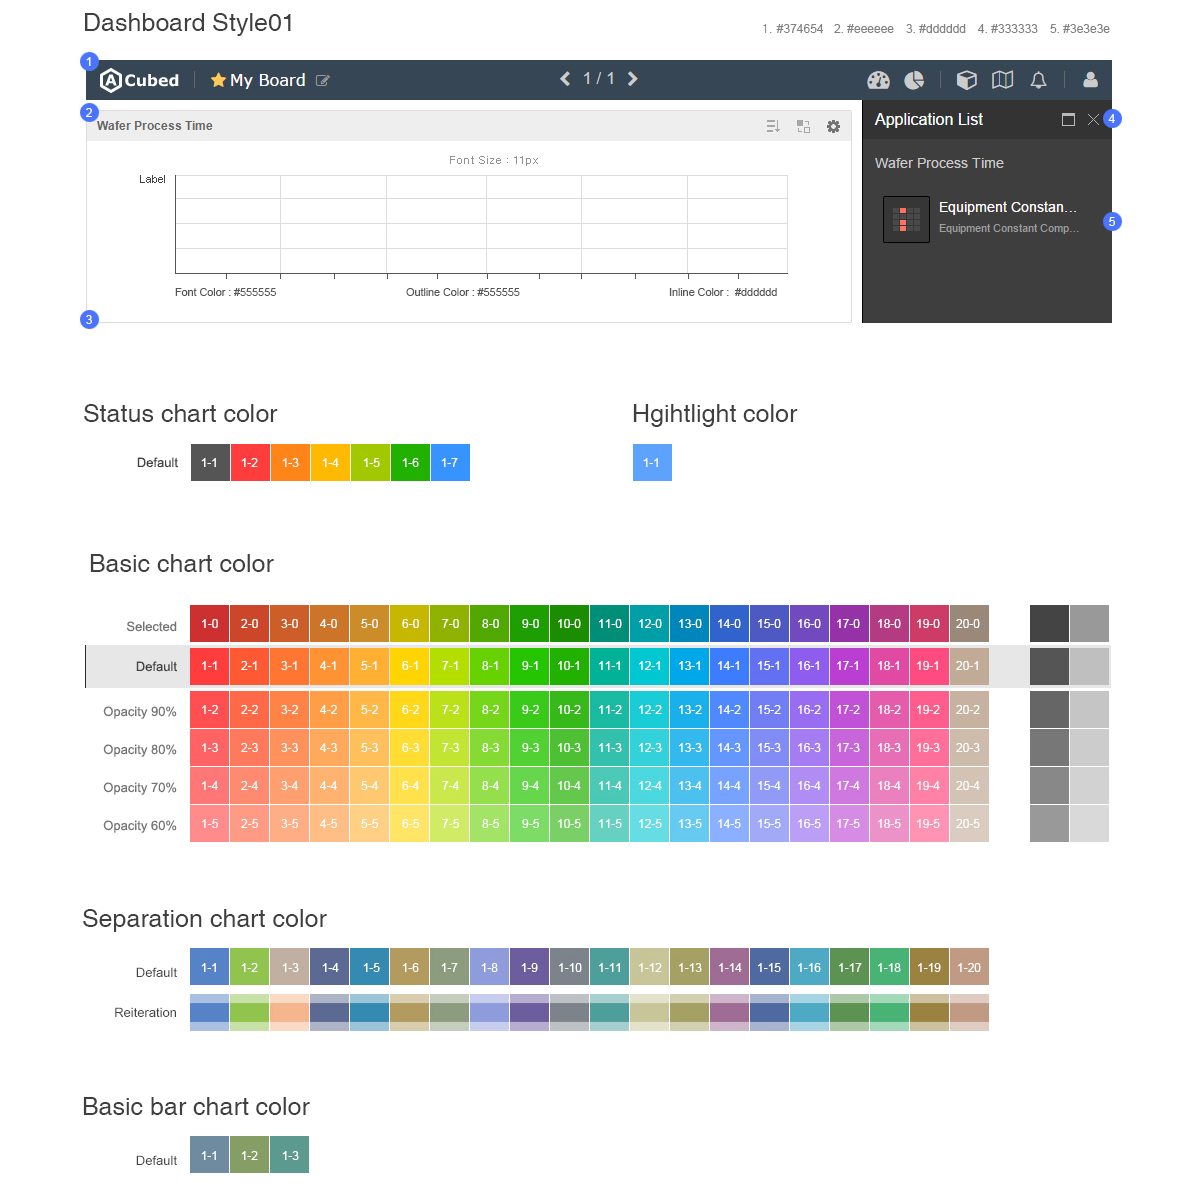 Dashboard Style01
1. #374654 2. #eeeeee 3. #dddddd 4. #333333 5. #3e3e3e
1
A Cubed My Board 1 / 1
2
Wafer Process Time
Application List
4
Font Size : 11px
Wafer Process Time
Label
Equipment Constan...
Equipment Constant Comp...
5
Font Color : #555555 Outline Color : #555555 Inline Color : #dddddd
3
Status chart color
Hgihtlight color
Default 1-1 1-2 1-3 1-4 1-5 1-6 1-7
1-1
Basic chart color
Selected 1-0 2-0 3-0 4-0 5-0 6-0 7-0 8-0 9-0 10-0 11-0 12-0 13-0 14-0 15-0 16-0 17-0 18-0 19-0 20-0
Default 1-1 2-1 3-1 4-1 5-1 6-1 7-1 8-1 9-1 10-1 11-1 12-1 13-1 14-1 15-1 16-1 17-1 18-1 19-1 20-1
Opacity 90% 1-2 2-2 3-2 4-2 5-2 6-2 7-2 8-2 9-2 10-2 11-2 12-2 13-2 14-2 15-2 16-2 17-2 18-2 19-2 20-2
Opacity 80% 1-3 2-3 3-3 4-3 5-3 6-3 7-3 8-3 9-3 10-3 11-3 12-3 13-3 14-3 15-3 16-3 17-3 18-3 19-3 20-3
Opacity 70% 1-4 2-4 3-4 4-4 5-4 6-4 7-4 8-4 9-4 10-4 11-4 12-4 13-4 14-4 15-4 16-4 17-4 18-4 19-4 20-4
Opacity 60% 1-5 2-5 3-5 4-5 5-5 6-5 7-5 8-5 9-5 10-5 11-5 12-5 13-5 14-5 15-5 16-5 17-5 18-5 19-5 20-5
Separation chart color
Default 1-1 1-2 1-3 1-4 1-5 1-6 1-7 1-8 1-9 1-10 1-11 1-12 1-13 1-14 1-15 1-16 1-17 1-18 1-19 1-20
Reiteration
Basic bar chart color
Default 1-1 1-2 1-3